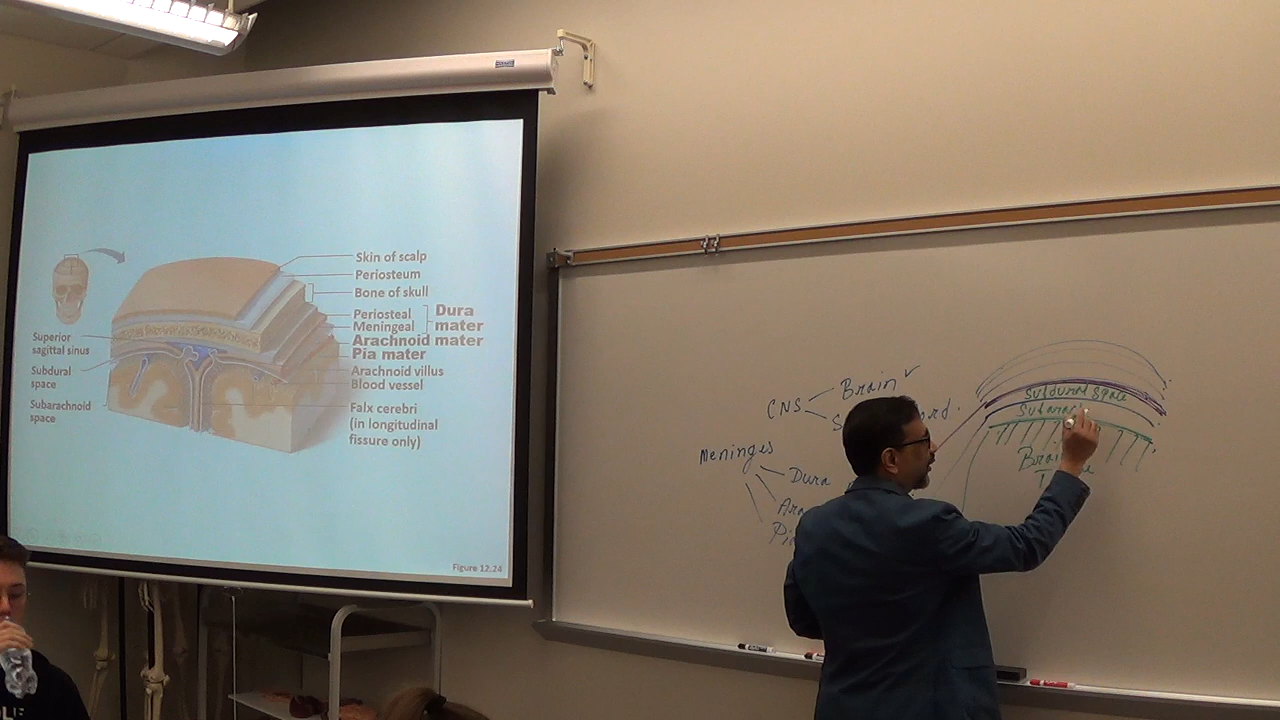 Skin of scalp
Periosteum
Bone of skull
Periosteal
Meningeal
Dura
mater
Arachnoid mater
Pia mater
Arachnoid villus
Blood vessel
Falx cerebri
(in longitudinal
fissure only)
Superior
sagittal sinus
Subdural
space
Subarachnoid
space
Figure 12.24
CNS
Brain
Meninges
Dura
Subdural space